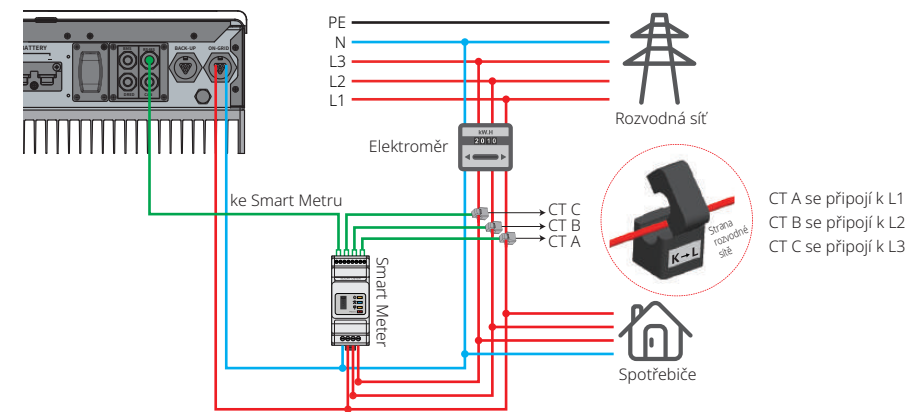 BATTERY
BACK-UP
ON-GRID
PE
N
L3
L2
L1
Rozvodná síť
Elektroměr
kW.H
2010
ke Smart Metru
CT C
CT B
CT A
Smart Meter
Strana
rozvodné
sítě
K→L
CT A se připojí k L1
CT B se připojí k L2
CT C se připojí k L3
Spotřebiče